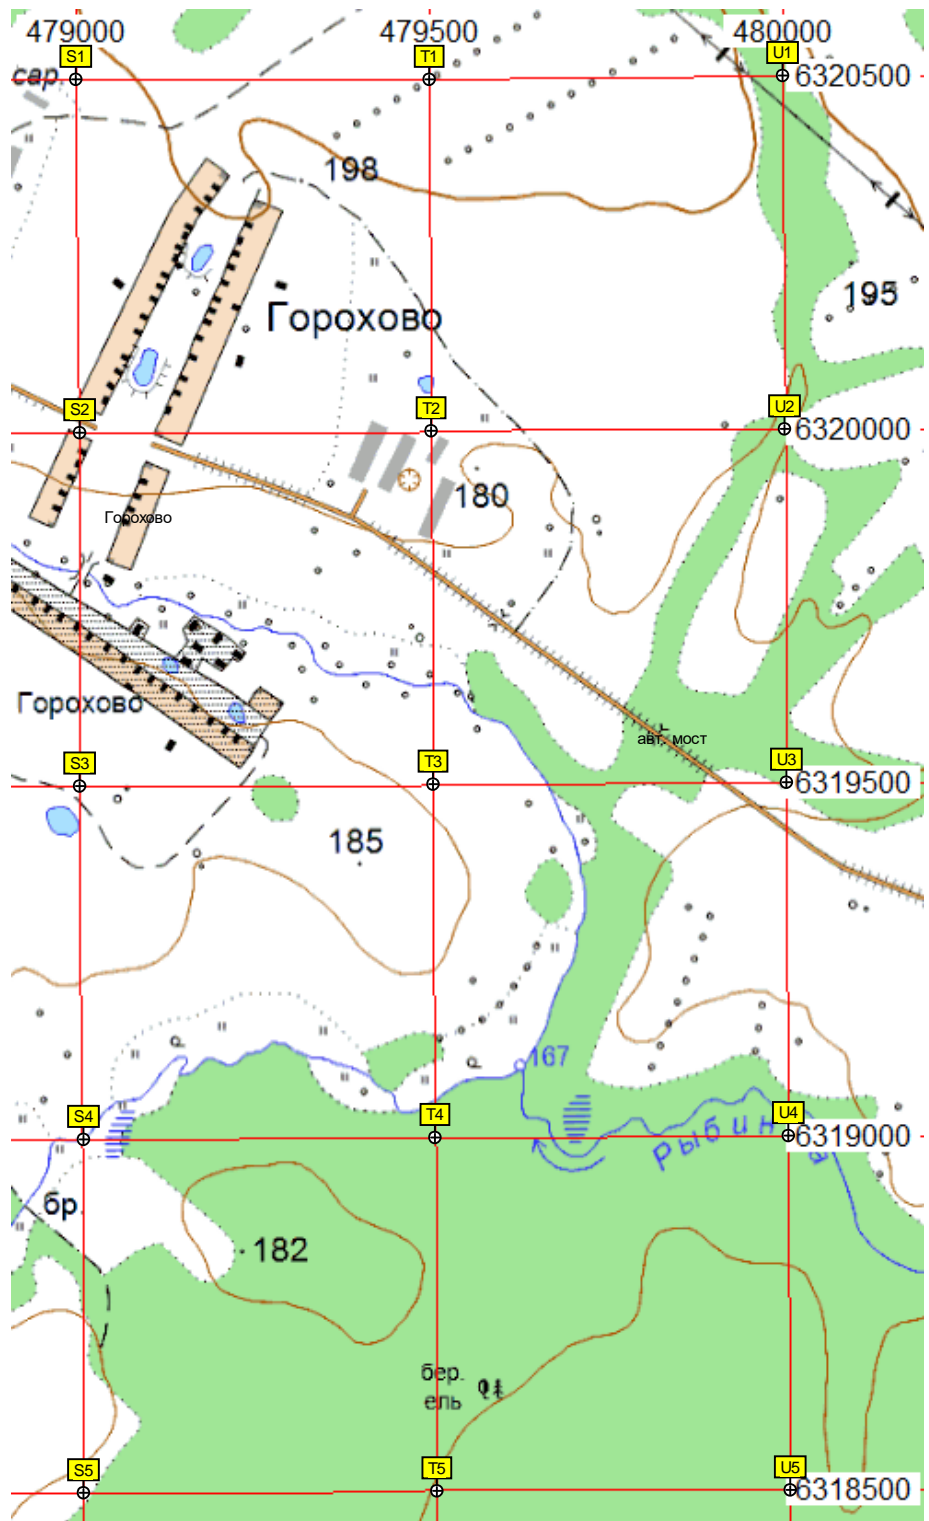 479000 479500 480000
S1 T1 U1
сар. 6320500
198
195
Горохово
S2 T2 U2
6320000
180
Горохово
Горохово
авт. мост
S3 T3 U3
6319500
185
167
S4 T4 U4
Рыбинка
6319000
бр.
182
бер.
ель
S5 T5 U5
6318500